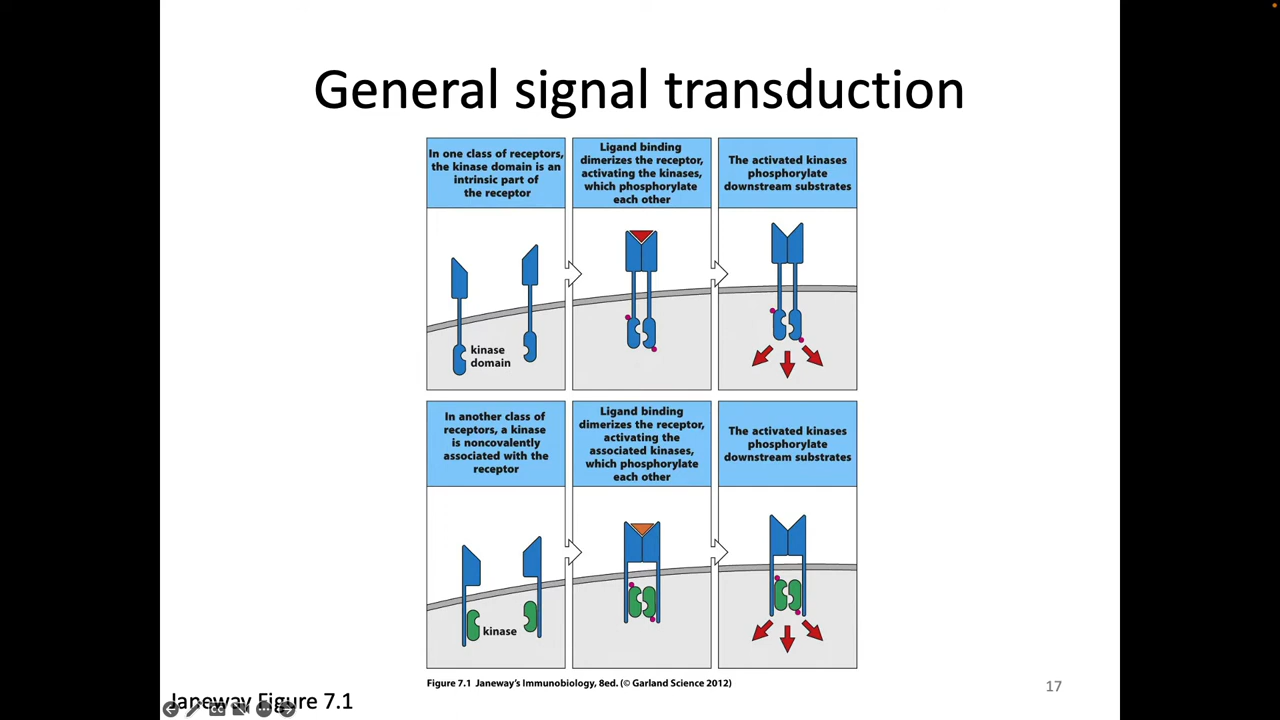 General signal transduction
In one class of receptors,
the kinase domain is an
intrinsic part of
the receptor
Ligand binding
dimerizes the receptor,
activating the kinases,
which phosphorylate
each other
The activated kinases
phosphorylate
downstream substrates
kinase
domain
In another class of
receptors, a kinase
is noncovalently
associated with the
receptor
Ligand binding
dimerizes the receptor,
activating the
associated kinases,
which phosphorylate
each other
The activated kinases
phosphorylate
downstream substrates
kinase
Figure 7.1 Janeway's Immunobiology, 8ed. (© Garland Science 2012)
Janeway Figure 7.1
17
CC